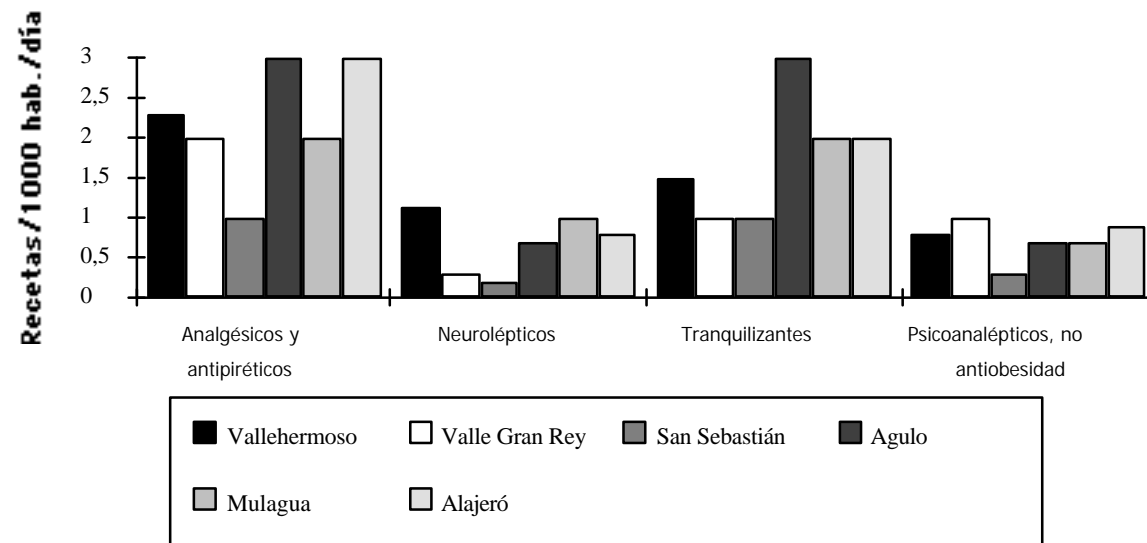 Recetas/1000 hab./día
3
2,5
2
1,5
1
0,5
0
Analgésicos y
antipiréticos
Neurolépticos
Tranquilizantes
Psicoanalépticos, no
antiobesidad
Vallehermoso
Valle Gran Rey
San Sebastián
Agulo
Mulagua
Alajeró